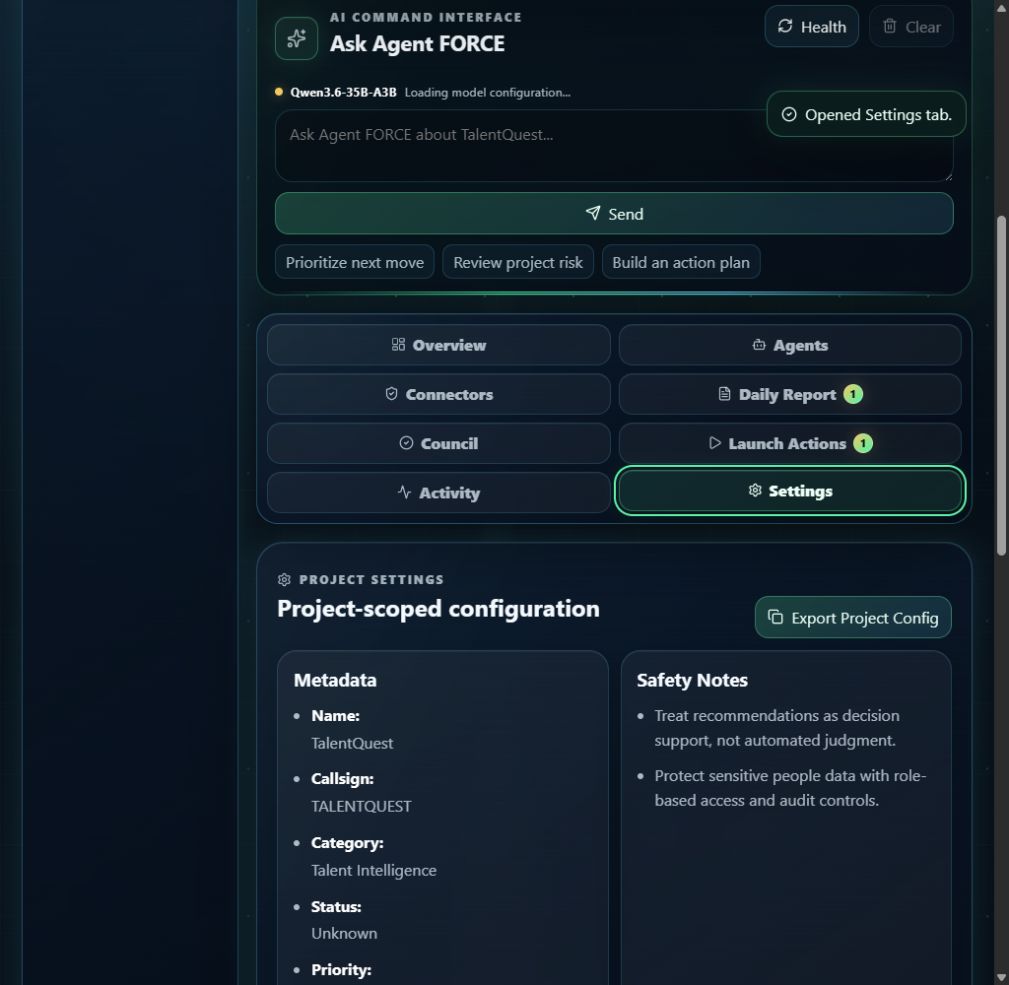 AI COMMAND INTERFACE
Ask Agent FORCE
Health
Clear
Qwen3.6-35B-A3B Loading model configuration...
Opened Settings tab.
Ask Agent FORCE about TalentQuest...
Send
Prioritize next move
Review project risk
Build an action plan
Overview
Agents
Connectors
Daily Report 1
Council
Launch Actions 1
Activity
Settings
PROJECT SETTINGS
Project-scoped configuration
Export Project Config
Metadata
• Name:
TalentQuest
• Callsign:
TALENTQUEST
• Category:
Talent Intelligence
• Status:
Unknown
• Priority:
Safety Notes
• Treat recommendations as decision
support, not automated judgment.
• Protect sensitive people data with role-
based access and audit controls.